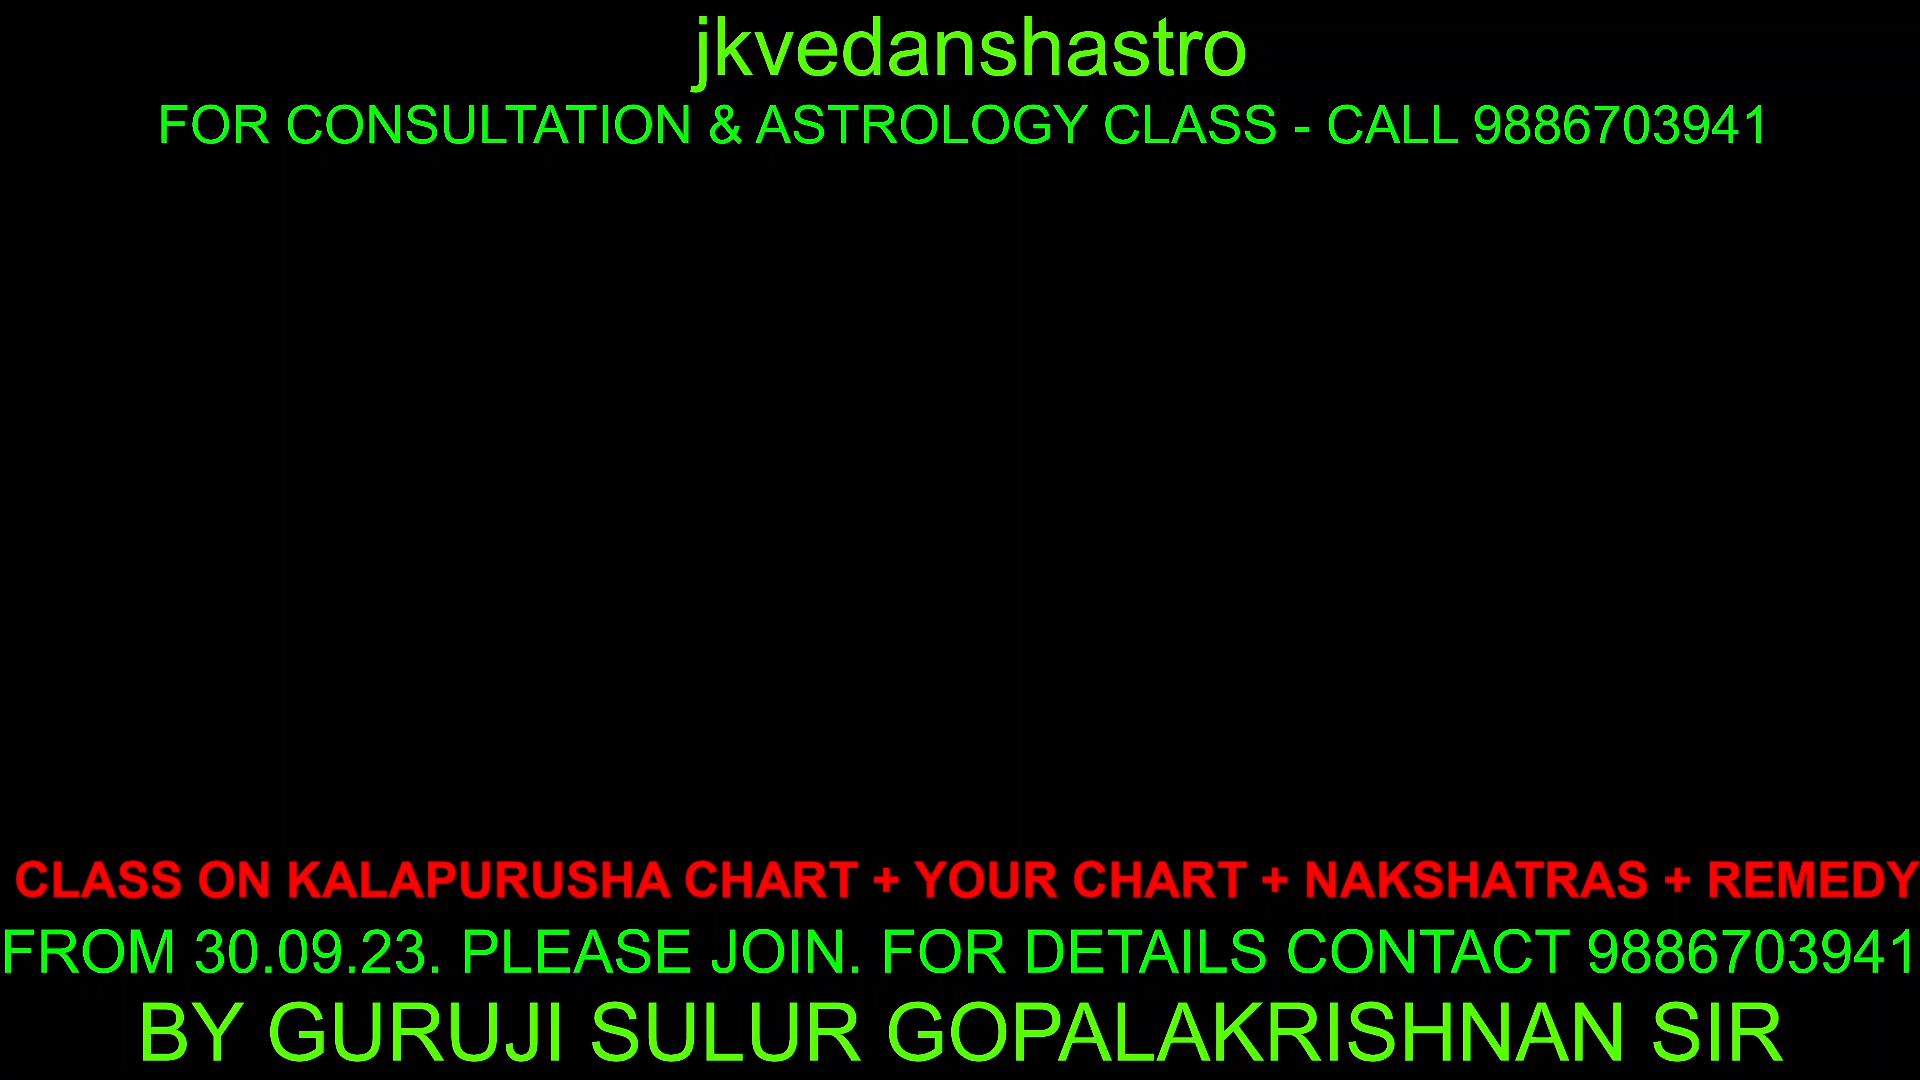 jkvedanshastro
FOR CONSULTATION & ASTROLOGY CLASS - CALL 9886703941
CLASS ON KALAPURUSHA CHART + YOUR CHART + NAKSHATRAS + REMEDY
FROM 30.09.23. PLEASE JOIN. FOR DETAILS CONTACT 9886703941
BY GURUJI SULUR GOPALAKRISHNAN SIR